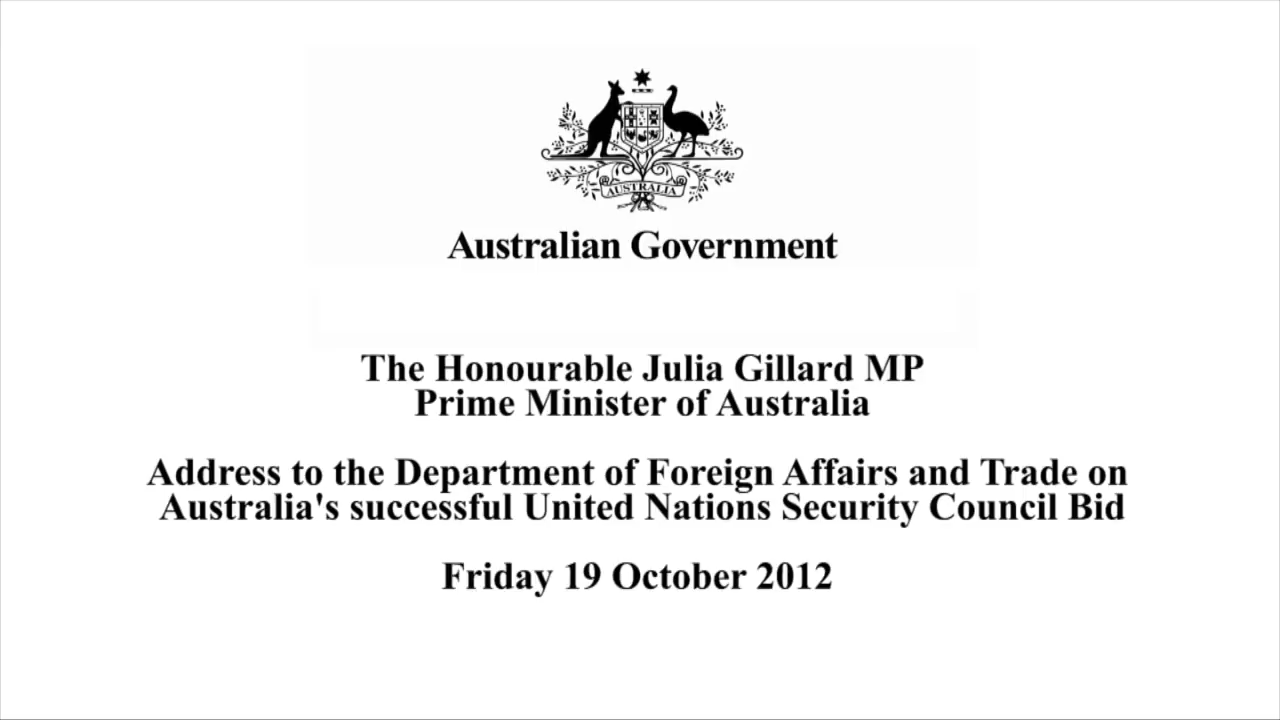 AUSTRALIA
Australian Government
The Honourable Julia Gillard MP
Prime Minister of Australia
Address to the Department of Foreign Affairs and Trade on
Australia's successful United Nations Security Council Bid
Friday 19 October 2012